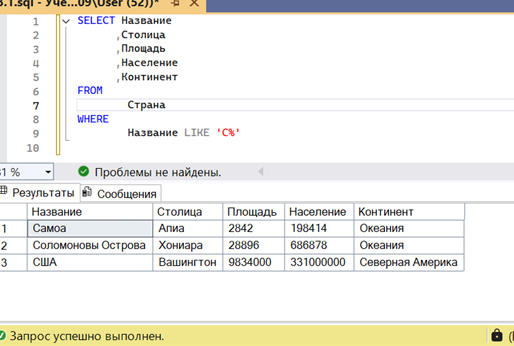 3.1.sql - Уче...09\User (52))*
1 SELECT Название
2 ,Столица
3 ,Площадь
4 ,Население
5 ,Континент
6 FROM
7 Страна
8 WHERE
9 Название LIKE 'С%'
10
31 % Проблемы не найдены.
Результаты Сообщения
Название Столица Площадь Население Континент
1 Самоа Апиа 2842 198414 Океания
2 Соломоновы Острова Хониара 28896 686878 Океания
3 США Вашингтон 9834000 331000000 Северная Америка
Запрос успешно выполнен.